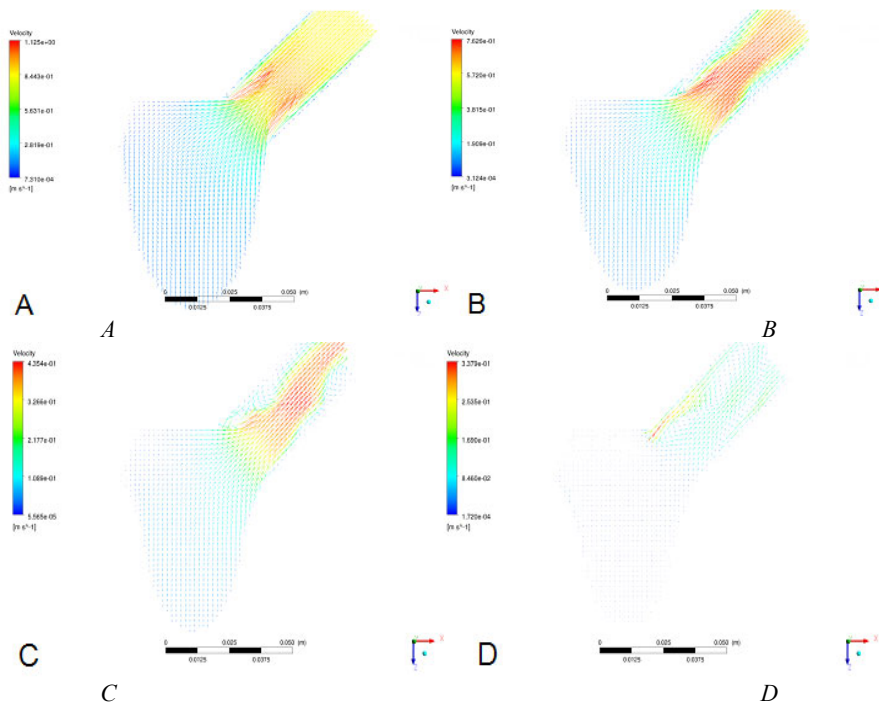 Velocity
1.125e+00
8.443e-01
5.631e-01
2.819e-01
7.310e-04
[m s^-1]
0 0.025 0.050 (m)
0.0125 0.0375
X
Z
A
A
Velocity
7.626e-01
5.720e-01
3.815e-01
1.909e-01
3.124e-04
[m s^-1]
0 0.025 0.050 (m)
0.0125 0.0375
Z
B
B
Velocity
4.354e-01
3.266e-01
2.177e-01
1.089e-01
5.565e-05
[m s^-1]
0 0.025 0.050 (m)
0.0125 0.0375
X
Z
C
C
Velocity
3.379e-01
2.535e-01
1.690e-01
8.460e-02
1.720e-04
[m s^-1]
0 0.025 0.050 (m)
0.0125 0.0375
X
Z
D
D